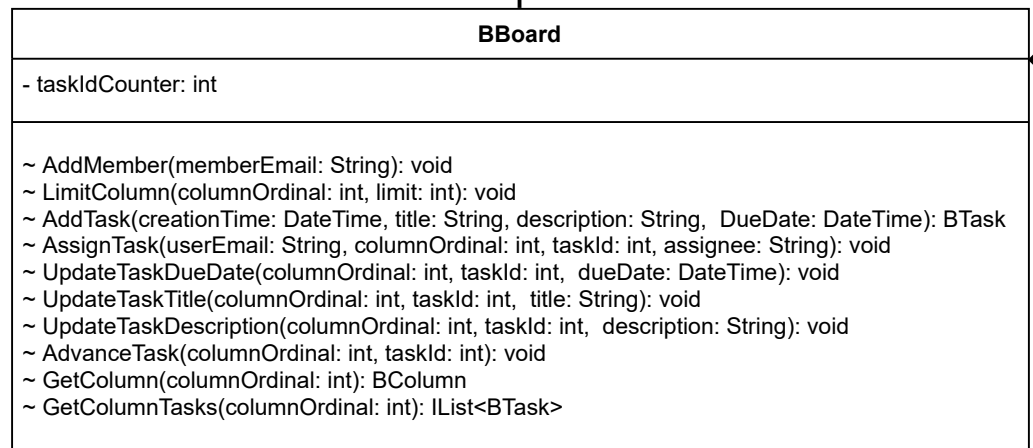 BBoard
- taskIdCounter: int
~ AddMember(memberEmail: String): void
~ LimitColumn(columnOrdinal: int, limit: int): void
~ AddTask(creationTime: DateTime, title: String, description: String,  DueDate: DateTime): BTask
~ AssignTask(userEmail: String, columnOrdinal: int, taskId: int, assignee: String): void
~ UpdateTaskDueDate(columnOrdinal: int, taskId: int,  dueDate: DateTime): void
~ UpdateTaskTitle(columnOrdinal: int, taskId: int,  title: String): void
~ UpdateTaskDescription(columnOrdinal: int, taskId: int,  description: String): void
~ AdvanceTask(columnOrdinal: int, taskId: int): void
~ GetColumn(columnOrdinal: int): BColumn
~ GetColumnTasks(columnOrdinal: int): IList<BTask>